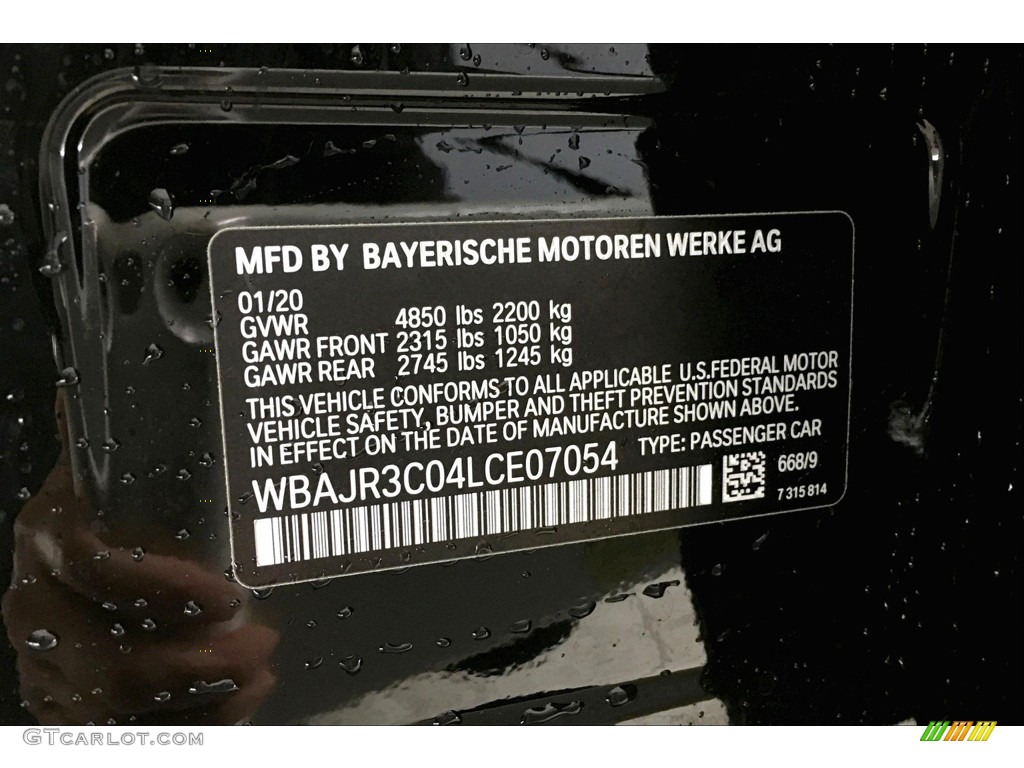 MFD BY BAYERISCHE MOTOREN WERKE AG
01/20
GVWR 4850 lbs 2200 kg
GAWR FRONT 2315 lbs 1050 kg
GAWR REAR 2745 lbs 1245 kg
THIS VEHICLE CONFORMS TO ALL APPLICABLE U.S.FEDERAL MOTOR
VEHICLE SAFETY, BUMPER AND THEFT PREVENTION STANDARDS
IN EFFECT ON THE DATE OF MANUFACTURE SHOWN ABOVE.
WBAJR3C04LCE07054 TYPE: PASSENGER CAR
668/9
7 315 814
GTcarlot.com